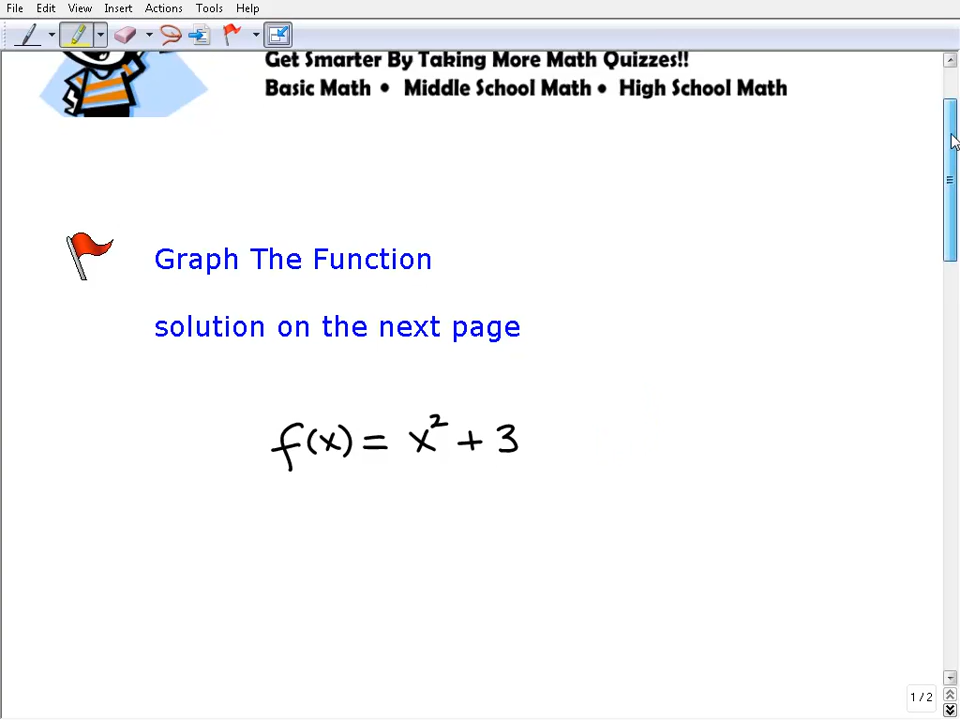 File Edit View Insert Actions Tools Help
Get Smarter By Taking More Math Quizzes!!
Basic Math • Middle School Math • High School Math
Graph The Function
solution on the next page
f(x) = x² + 3
1 / 2